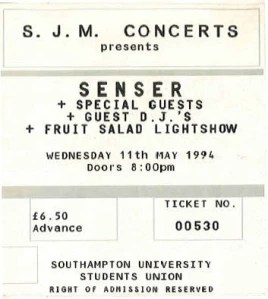 S. J. M. CONCERTS
presents
SENSER
+ SPECIAL GUESTS
+ GUEST D.J.'S
+ FRUIT SALAD LIGHTSHOW
WEDNESDAY 11th MAY 1994
Doors 8:00pm
£6.50
Advance
TICKET NO.
00530
SOUTHAMPTON UNIVERSITY
STUDENTS UNION
RIGHT OF ADMISSION RESERVED